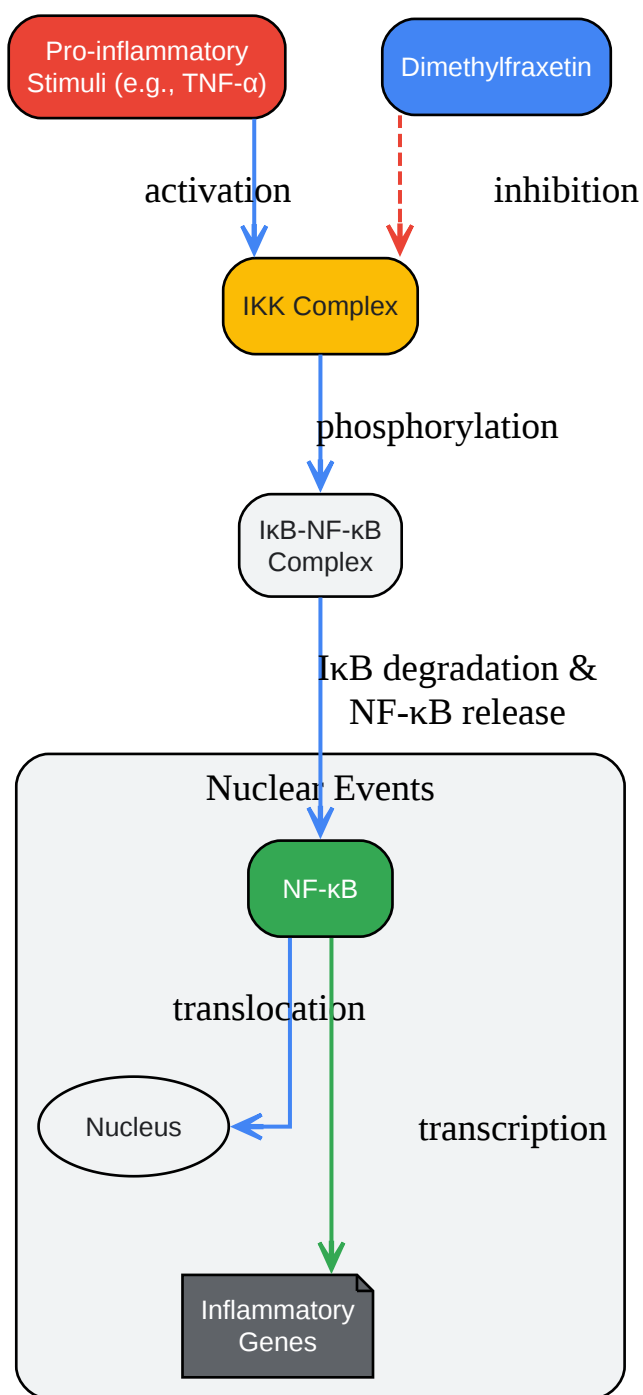 Pro-inflammatory
Stimuli (e.g., TNF-α)
Dimethylfraxetin
activation
inhibition
IKK Complex
phosphorylation
IκB-NF-κB
Complex
IκB degradation &
NF-κB release
Nuclear Events
NF-κB
translocation
Nucleus
transcription
Inflammatory
Genes